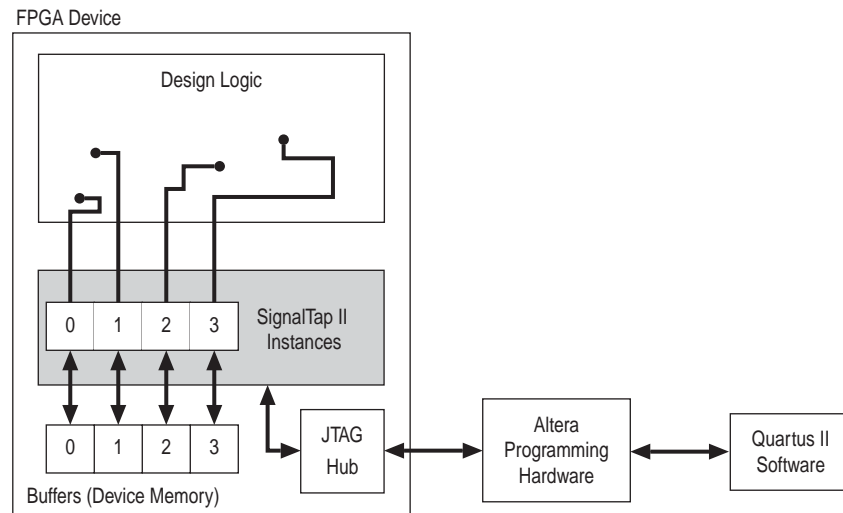 FPGA Device
Design Logic
0 1 2 3
SignalTap II
Instances
0 1 2 3
Buffers (Device Memory)
JTAG
Hub
Altera
Programming
Hardware
Quartus II
Software